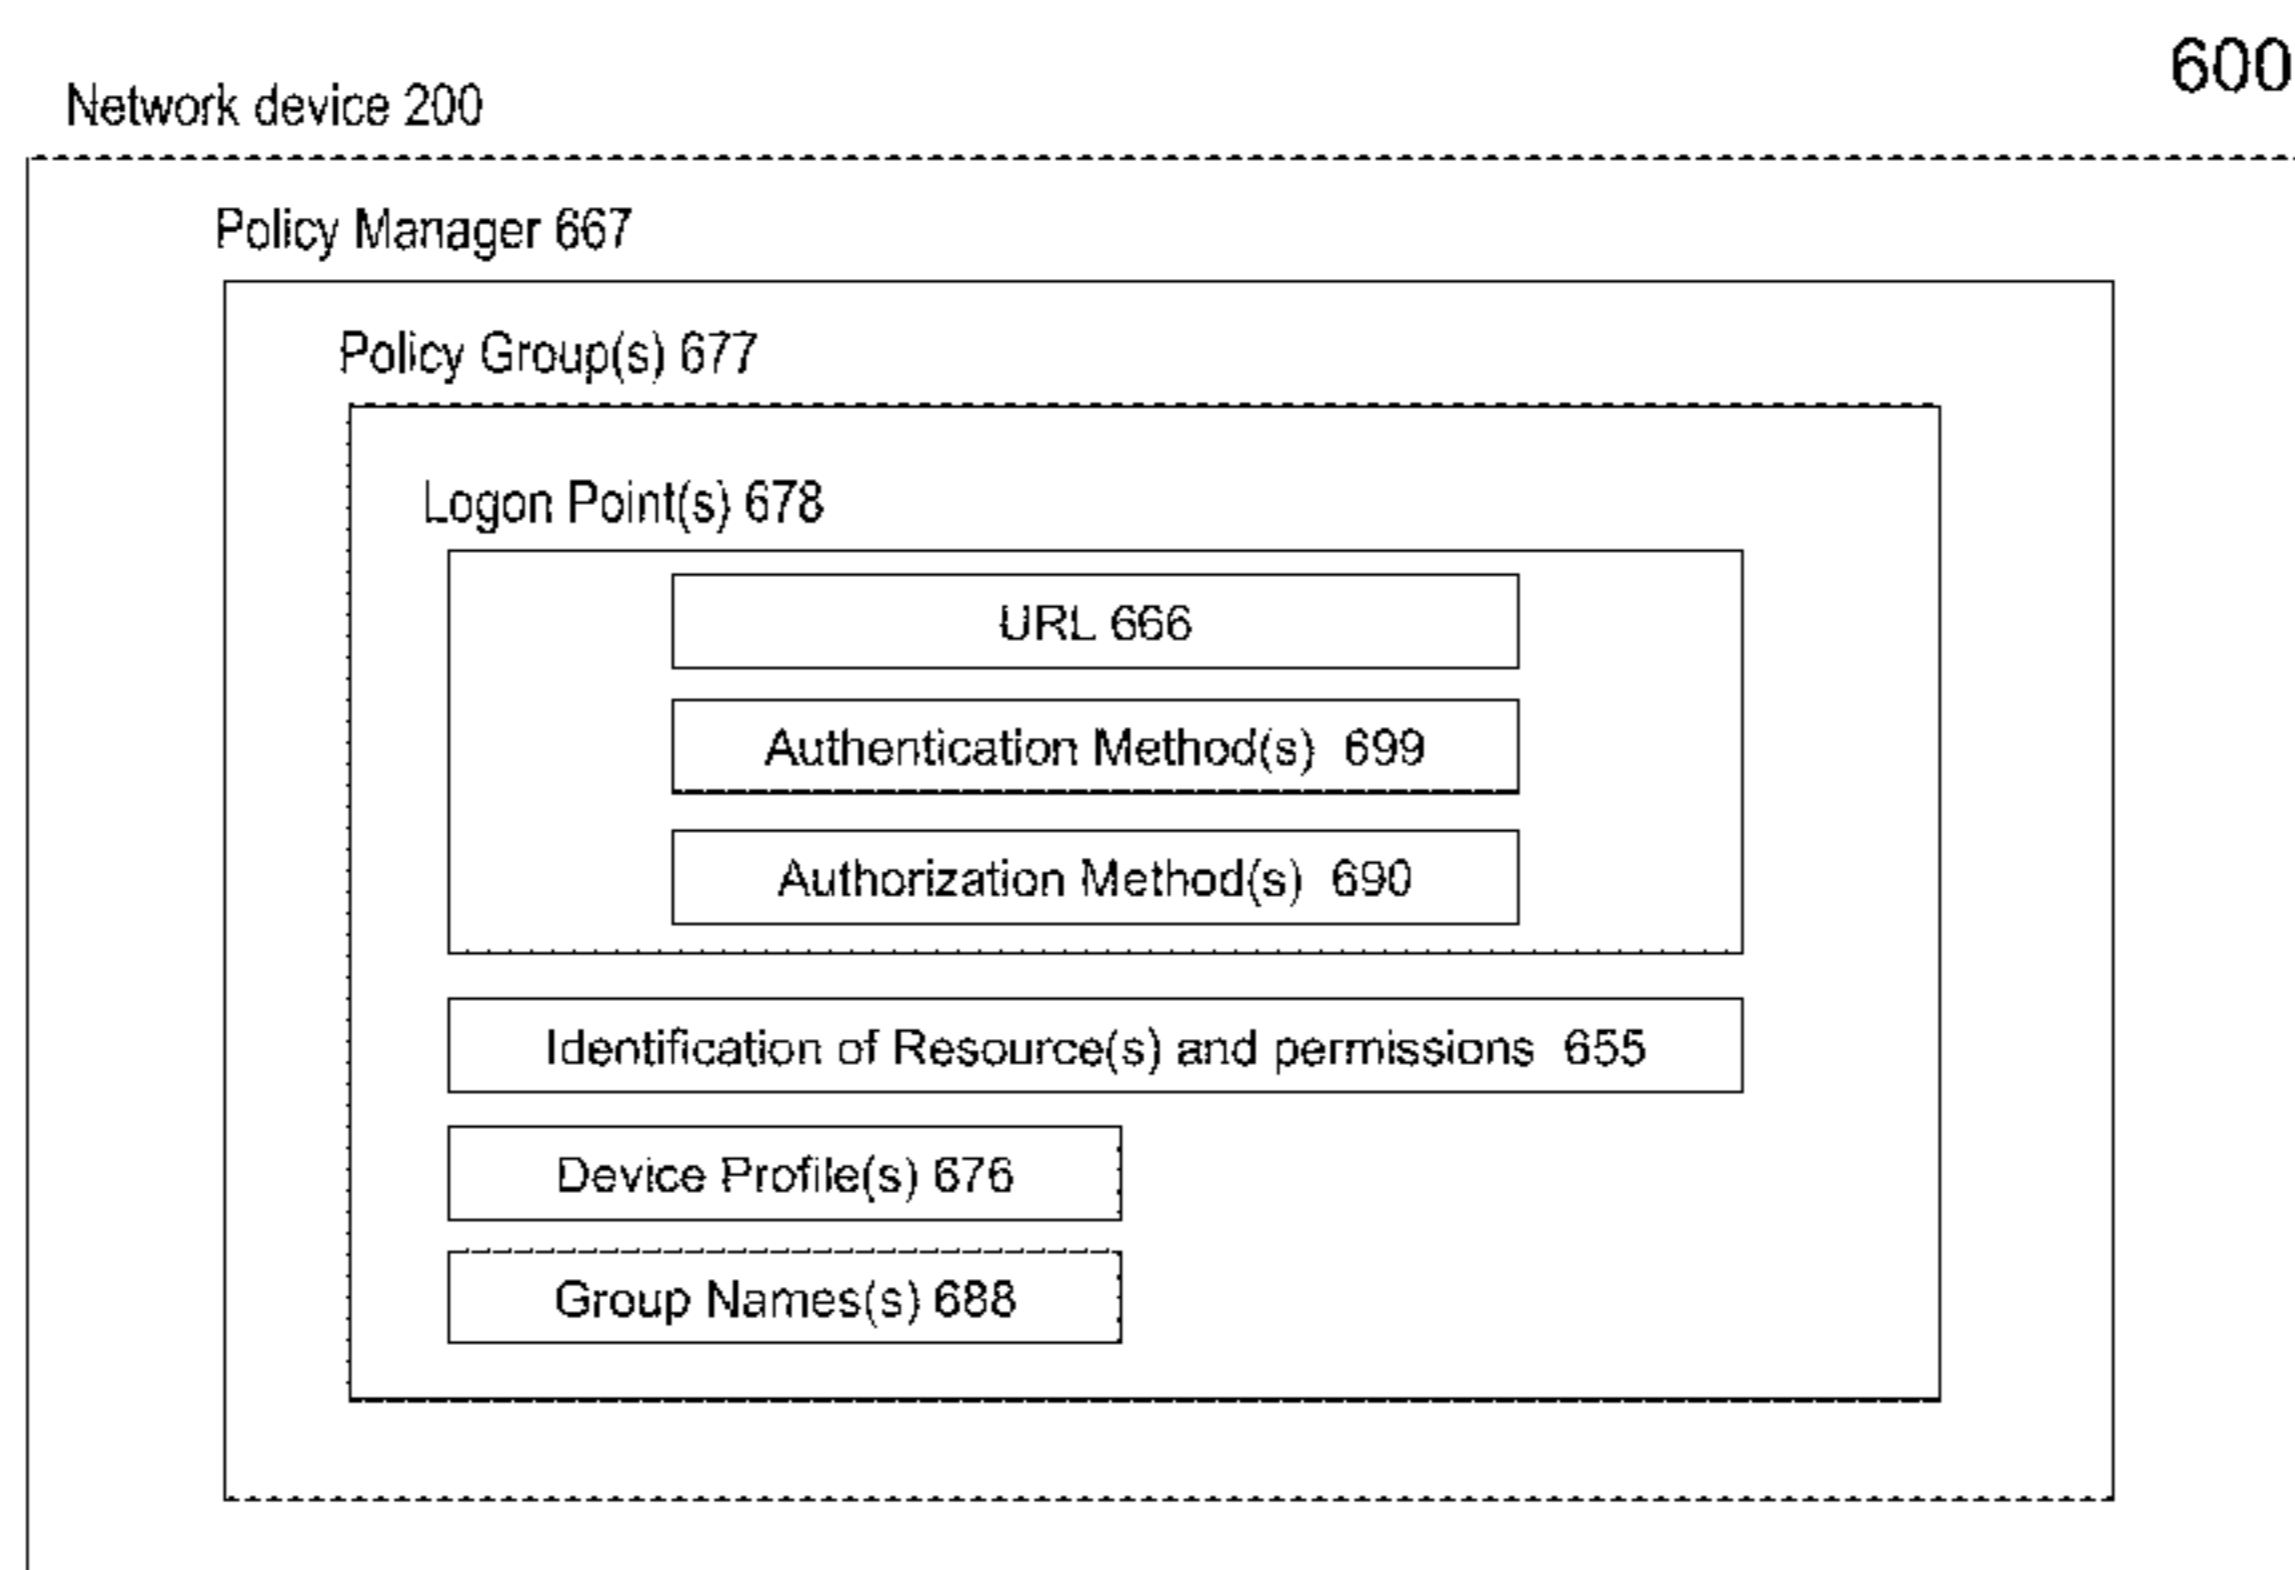 600
Network device 200
Policy Manager 667
Policy Group(s) 677
Logon Point(s) 678
URL 666
Authentication Method(s) 699
Authorization Method(s) 690
Identification of Resource(s) and permissions 655
Device Profile(s) 676
Group Names(s) 688